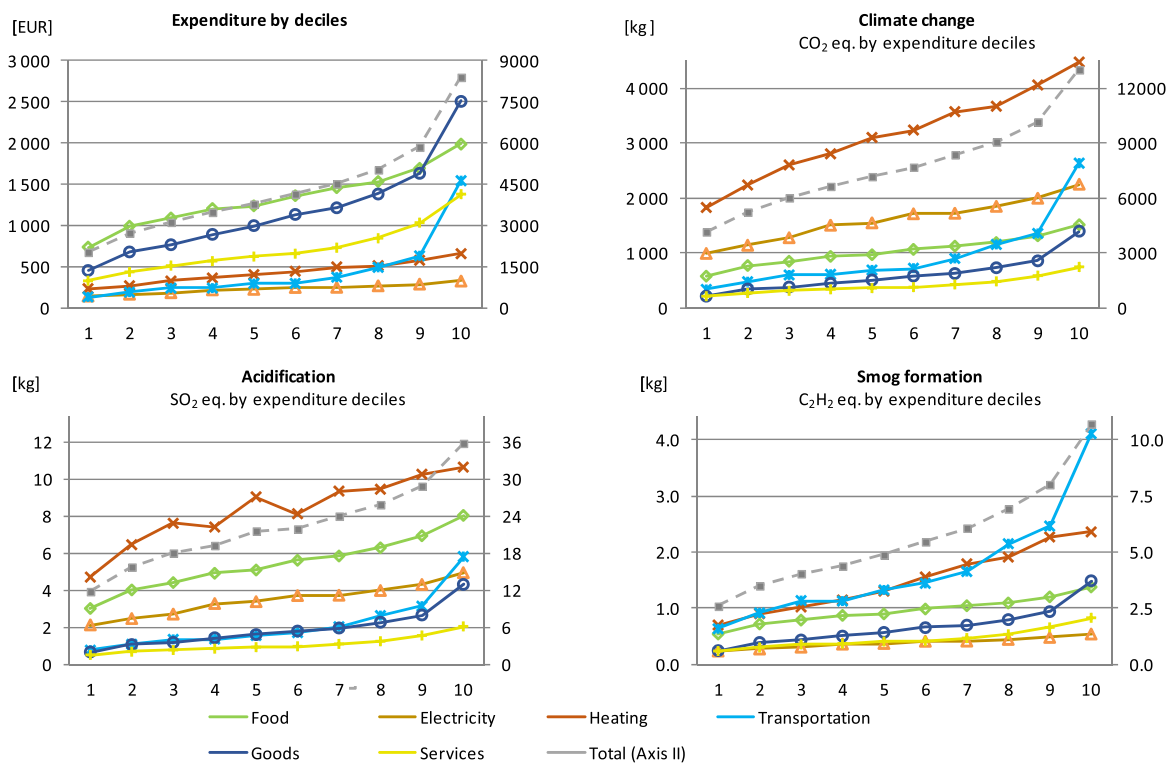 Expenditure by deciles
[EUR]
3 000 9000
2 500 7500
2 000 6000
1 500 4500
1 000 3000
500 1500
0 0
1 2 3 4 5 6 7 8 9 10
Climate change
[kg ]
CO₂ eq. by expenditure deciles
4 000 12000
3 000 9000
2 000 6000
1 000 3000
0 0
1 2 3 4 5 6 7 8 9 10
Acidification
[kg]
SO₂ eq. by expenditure deciles
12 36
10 30
8 24
6 18
4 12
2 6
0 0
1 2 3 4 5 6 7 8 9 10
Smog formation
[kg]
C₂H₂ eq. by expenditure deciles
4.0 10.0
3.0 7.5
2.0 5.0
1.0 2.5
0.0 0.0
1 2 3 4 5 6 7 8 9 10
Food Electricity Heating Transportation
Goods Services Total (Axis II)